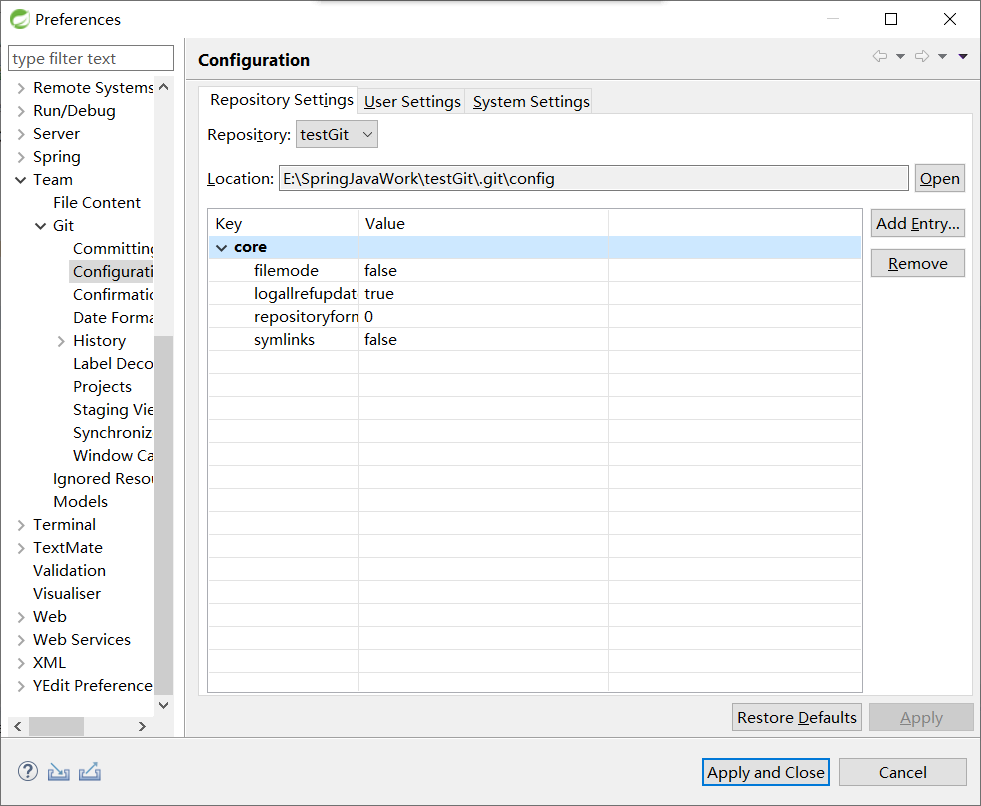 Preferences
type filter text
Remote Systems
Run/Debug
Server
Spring
Team
File Content
Git
Committing
Configurati
Confirmatic
Date Forma
History
Label Deco
Projects
Staging Vie
Synchroniz
Window Ca
Ignored Resou
Models
Terminal
TextMate
Validation
Visualiser
Web
Web Services
XML
YEdit Preference
Configuration
Repository Settings User Settings System Settings
Repository: testGit
Location: E:\SpringJavaWork\testGit\.git\config Open
Key Value
core
filemode false
logallrefupdat true
repositoryforn 0
symlinks false
Add Entry...
Remove
Restore Defaults Apply
Apply and Close Cancel